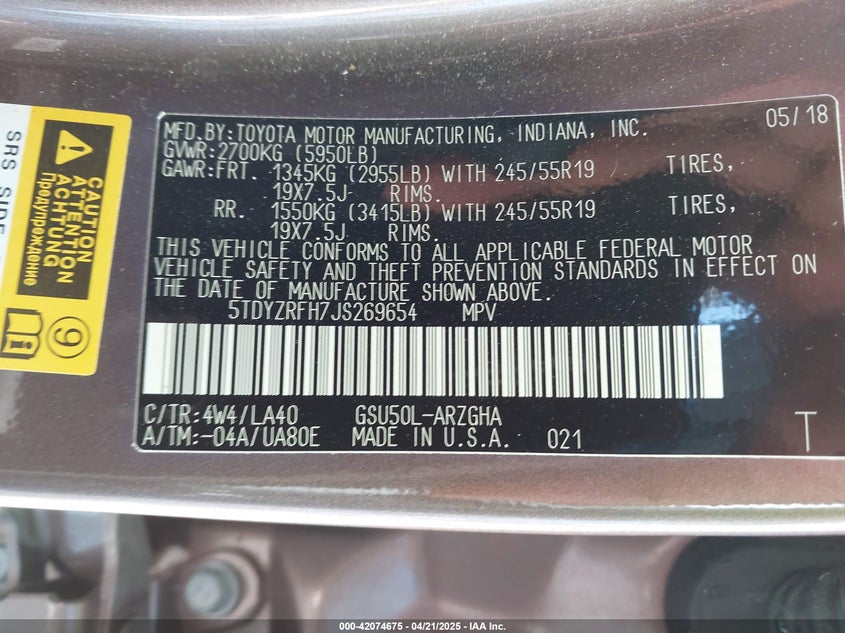 MFD.BY:TOYOTA MOTOR MANUFACTURING, INDIANA, INC. 05/18
GVWR:2700KG (5950LB)
GAWR:FRT. 1345KG (2955LB) WITH 245/55R19 TIRES,
19X7.5J RIMS.
RR. 1550KG (3415LB) WITH 245/55R19 TIRES,
19X7.5J RIMS.
THIS VEHICLE CONFORMS TO ALL APPLICABLE FEDERAL MOTOR
VEHICLE SAFETY AND THEFT PREVENTION STANDARDS IN EFFECT ON
THE DATE OF MANUFACTURE SHOWN ABOVE.
5TDYZRFH7JS269654 MPV
C/TR:4W4/LA40 GSU50L-ARZGHA
A/TM:-04A/UA80E MADE IN U.S.A. 021 T
SRS SIDE
CAUTION
ATTENTION
ACHTUNG
Предупреждение
9
000-42074675 - 04/21/2025 - IAA Inc.